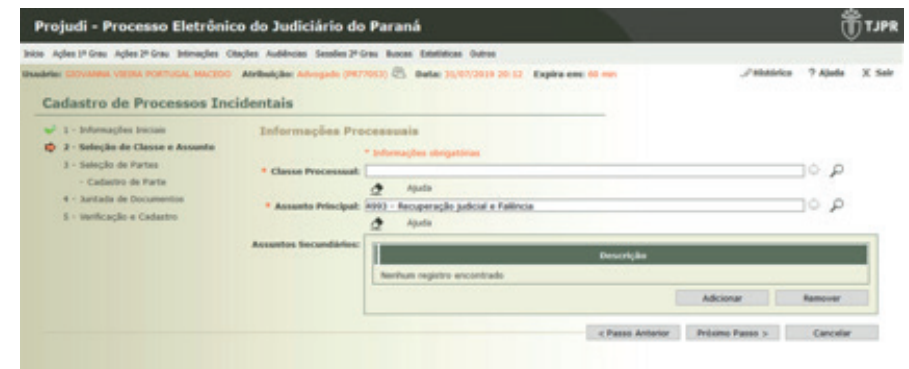 Projudi - Processo Eletrônico do Judiciário do Paraná
TJPR
Início Ações 1º Grau Ações 2º Grau Intimações Citações Audiências Sessões 2º Grau Buscas Estatísticas Outros
Usuário: GIOVANNA VIEIRA PORTUGAL MACEDO Atribuição: Advogado (PR77053) Data: 31/07/2019 20:12 Expira em: 60 min Histórico ? Ajuda X Sair
Cadastro de Processos Incidentais
1 - Informações Iniciais
2 - Seleção de Classe e Assunto
3 - Seleção de Partes
- Cadastro de Parte
4 - Juntada de Documentos
5 - Verificação e Cadastro
Informações Processuais
* Informações obrigatórias
* Classe Processual:
Ajuda
* Assunto Principal: 4993 - Recuperação judicial e Falência
Ajuda
Assuntos Secundários:
Descrição
Nenhum registro encontrado
Adicionar Remover
< Passo Anterior Próximo Passo > Cancelar